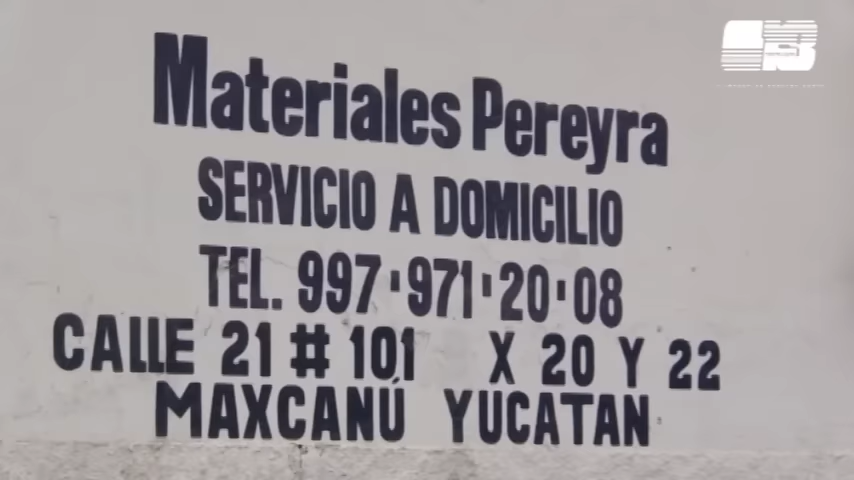 Materiales Pereyra
SERVICIO A DOMICILIO
TEL. 997·971·20·08
CALLE 21 # 101 X 20 Y 22
MAXCANÚ YUCATAN